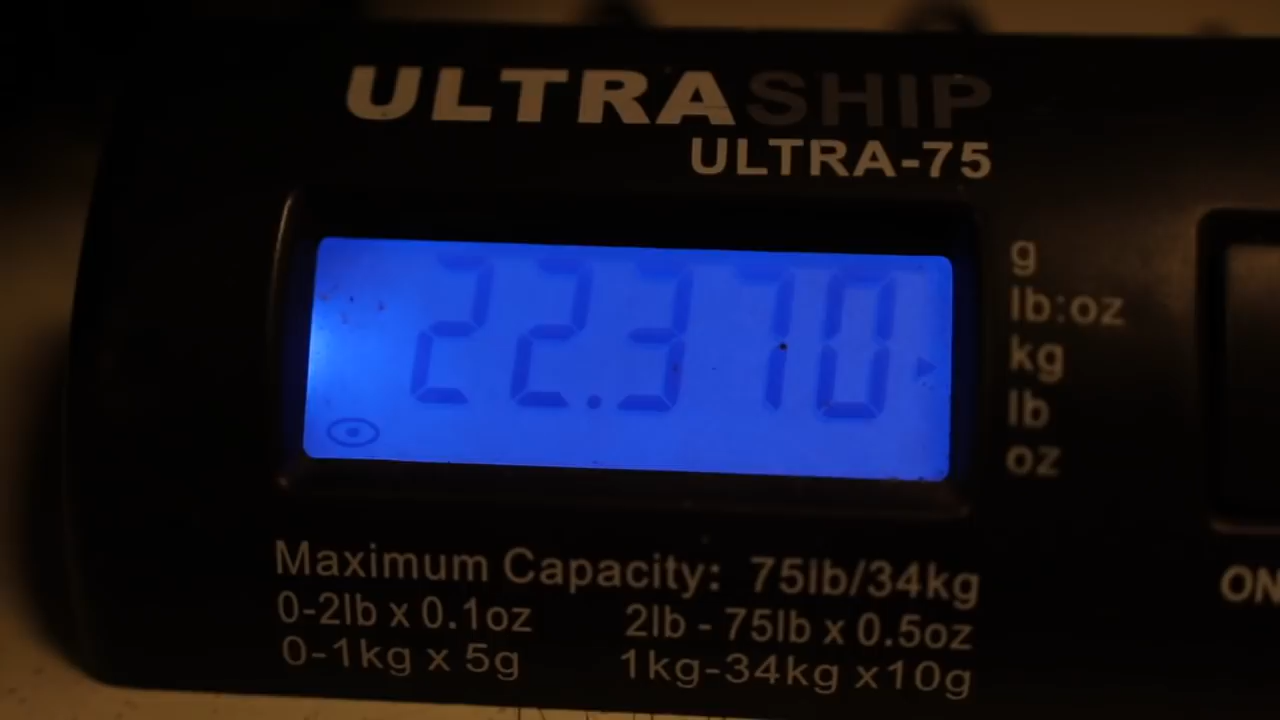 ULTRASHIP
ULTRA-75
22.370
g
lb:oz
kg
lb
oz
Maximum Capacity: 75lb/34kg
0-2lb x 0.1oz 2lb - 75lb x 0.5oz
0-1kg x 5g 1kg-34kg x10g
ON